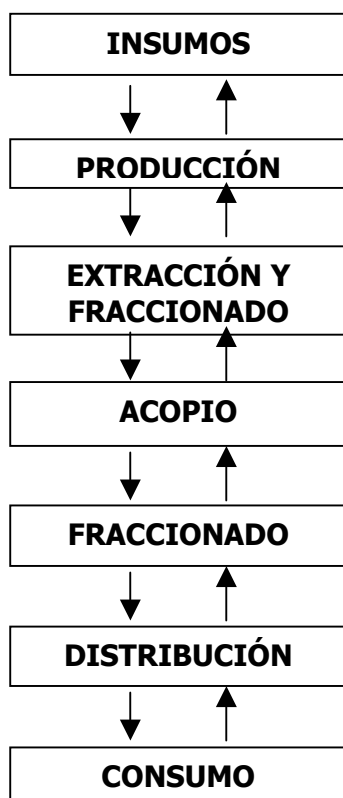 INSUMOS
PRODUCCIÓN
EXTRACCIÓN Y
FRACCIONADO
ACOPIO
FRACCIONADO
DISTRIBUCIÓN
CONSUMO